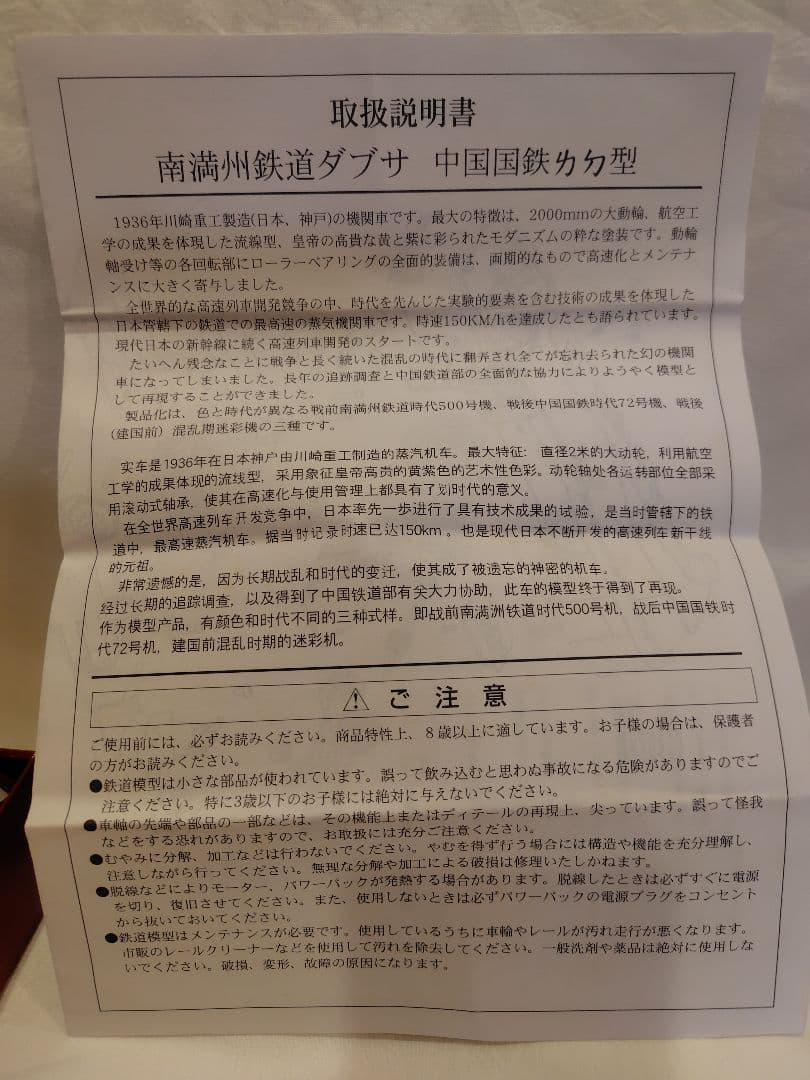 取扱説明書
南満州鉄道ダブサ 中国国鉄ㄌㄉ型
1936年川崎重工製造(日本、神戸)の機関車です。最大の特徴は、2000mmの大動輪、航空工
学の成果を体現した流線型、皇帝の高貴な黄と紫に彩られたモダニズムの粋な塗装です。動輪
軸受け等の各回転部にローラーベアリングの全面的装備は、画期的なもので高速化とメンテナ
ンスに大きく寄与しました。
全世界的な高速列車開発競争の中、時代を先んじた実験的要素を含む技術の成果を体現した
日本管轄下の鉄道での最高速の蒸気機関車です。時速150KM/hを達成したとも語られています。
現代日本の新幹線に続く高速列車開発のスタートです。
たいへん残念なことに戦争と長く続いた混乱の時代に翻弄され全てが忘れ去られた幻の機関
車になってしまいました。長年の追跡調査と中国鉄道部の全面的な協力によりようやく模型と
して再現することができました。
製品化は、色と時代が異なる戦前南満州鉄道時代500号機、戦後中国国鉄時代72号機、戦後
(建国前)混乱期迷彩機の三種です。
实车是1936年在日本神户由川崎重工制造的蒸汽机车。最大特征: 直径2米的大动轮，利用航空
工学的成果体现的流线型，采用象征皇帝高贵的黄紫色的艺术性色彩。动轮轴处各运转部位全部采
用滚动式轴承，使其在高速化与使用管理上都具有了划时代的意义。
在全世界高速列车开发竞争中，日本率先一步进行了具有技术成果的试验，是当时管辖下的铁
道中，最高速蒸汽机车。据当时记录时速已达150km。也是现代日本不断开发的高速列车新干线
的元祖。
非常遗憾的是，因为长期战乱和时代的变迁，使其成了被遗忘的神密的机车。
经过长期的追踪调查，以及得到了中国铁道部有关大力协助，此车的模型终于得到了再现。
作为模型产品，有颜色和时代不同的三种式样。即战前南满洲铁道时代500号机，战后中国国铁时
代72号机，建国前混乱时期的迷彩机。
⚠ ご注意
ご使用前には、必ずお読みください。商品特性上、8歳以上に適しています。お子様の場合は、保護者
の方がお読みください。
●鉄道模型は小さな部品が使われています。誤って飲み込むと思わぬ事故になる危険がありますのでご
注意ください。特に3歳以下のお子様には絶対に与えないでください。
●車軸の先端や部品の一部などは、その機能上またはディテールの再現上、尖っています。誤って怪我
などをする恐れがありますので、お取扱には充分ご注意ください。
●むやみに分解、加工などは行わないでください。やむを得ず行う場合には構造や機能を充分理解し、
注意しながら行ってください。無理な分解や加工による破損は修理いたしかねます。
●脱線などによりモーター、パワーパックが発熱する場合があります。脱線したときは必ずすぐに電源
を切り、復旧させてください。また、使用しないときは必ずパワーパックの電源プラグをコンセント
から抜いておいてください。
●鉄道模型はメンテナンスが必要です。使用しているうちに車輪やレールが汚れ走行が悪くなります。
市販のレールクリーナーなどを使用して汚れを除去してください。一般洗剤や薬品は絶対に使用しな
いでください。破損、変形、故障の原因になります。